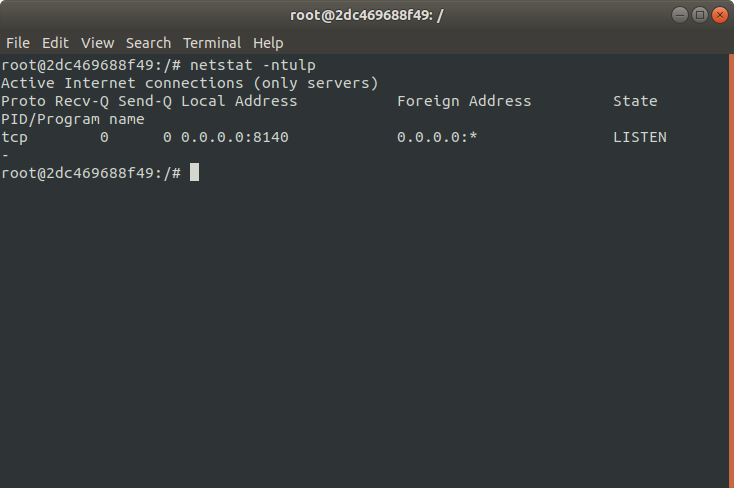 root@2dc469688f49: /
File Edit View Search Terminal Help
root@2dc469688f49:/# netstat -ntulp
Active Internet connections (only servers)
Proto Recv-Q Send-Q Local Address           Foreign Address         State
PID/Program name
tcp        0      0 0.0.0.0:8140            0.0.0.0:*               LISTEN
-
root@2dc469688f49:/#